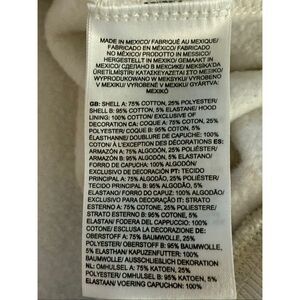 MADE IN MEXICO/ FABRIQUÉ AU MEXIQUE/
FABRICADO EN MÉXICO/ FABRICADO
NO MÉXICO/ PRODOTTO IN MESSICO/
HERGESTELLT IN MEXIKO/ GEMAAKT IN
MEXICO/ СДЕЛАНО В МЕКСИКЕ/ MEKSIKA'DA
ÜRETİLMİŞTİR/ ΚΑΤΑΣΚΕΥΑΖΕΤΑΙ ΣΤΟ ΜΕΞΙΚΟ/
WYPRODUKOWANO W MEKSYKU/ VYROBENO
V MEXIKU/ VYROBENÉ V MEXIKU/ GYÁRTVA:
MEXIKÓ
GB: SHELL A: 75% COTTON, 25% POLYESTER/
SHELL B: 95% COTTON, 5% ELASTANE/ HOOD
LINING: 100% COTTON/ EXCLUSIVE OF
DECORATION CA: COQUE A: 75% COTON, 25%
POLYESTER/ COQUE B: 95% COTON, 5%
ÉLASTHANNE/ DOUBLURE DE CAPUCHE: 100%
COTON/ À L'EXCEPTION DES DÉCORATIONS ES:
ARMAZÓN A: 75% ALGODÓN, 25% POLIÉSTER/
ARMAZÓN B: 95% ALGODÓN, 5% ELASTANO/
FORRO DE CAPUCHA: 100% ALGODÓN/
EXCLUSIVO DE DECORACIÓN PT: TECIDO
PRINCIPAL A: 75% ALGODÃO, 25% POLIÉSTER/
TECIDO PRINCIPAL B: 95% ALGODÃO, 5%
ELASTANO/ FORRO DO CAPUZ: 100% ALGODÃO/
EXCLUSIVO PARA DECORAÇÃO IT: STRATO
ESTERNO A: 75% COTONE, 25% POLIESTERE/
STRATO ESTERNO B: 95% COTONE, 5%
ELASTAN/ FODERA DEL CAPPUCCIO: 100%
COTONE/ ESCLUSA LA DECORAZIONE DE:
OBERSTOFF A: 75% BAUMWOLLE, 25%
POLYESTER/ OBERSTOFF B: 95% BAUMWOLLE,
5% ELASTHAN/ KAPUZENFUTTER: 100%
BAUMWOLLE/ AUSSCHLIESSLICH DEKORATION
NL: OMHULSEL A: 75% KATOEN, 25%
POLYESTER/ OMHULSEL B: 95% KATOEN, 5%
ELASTAAN/ VOERING CAPUCHON: 100%